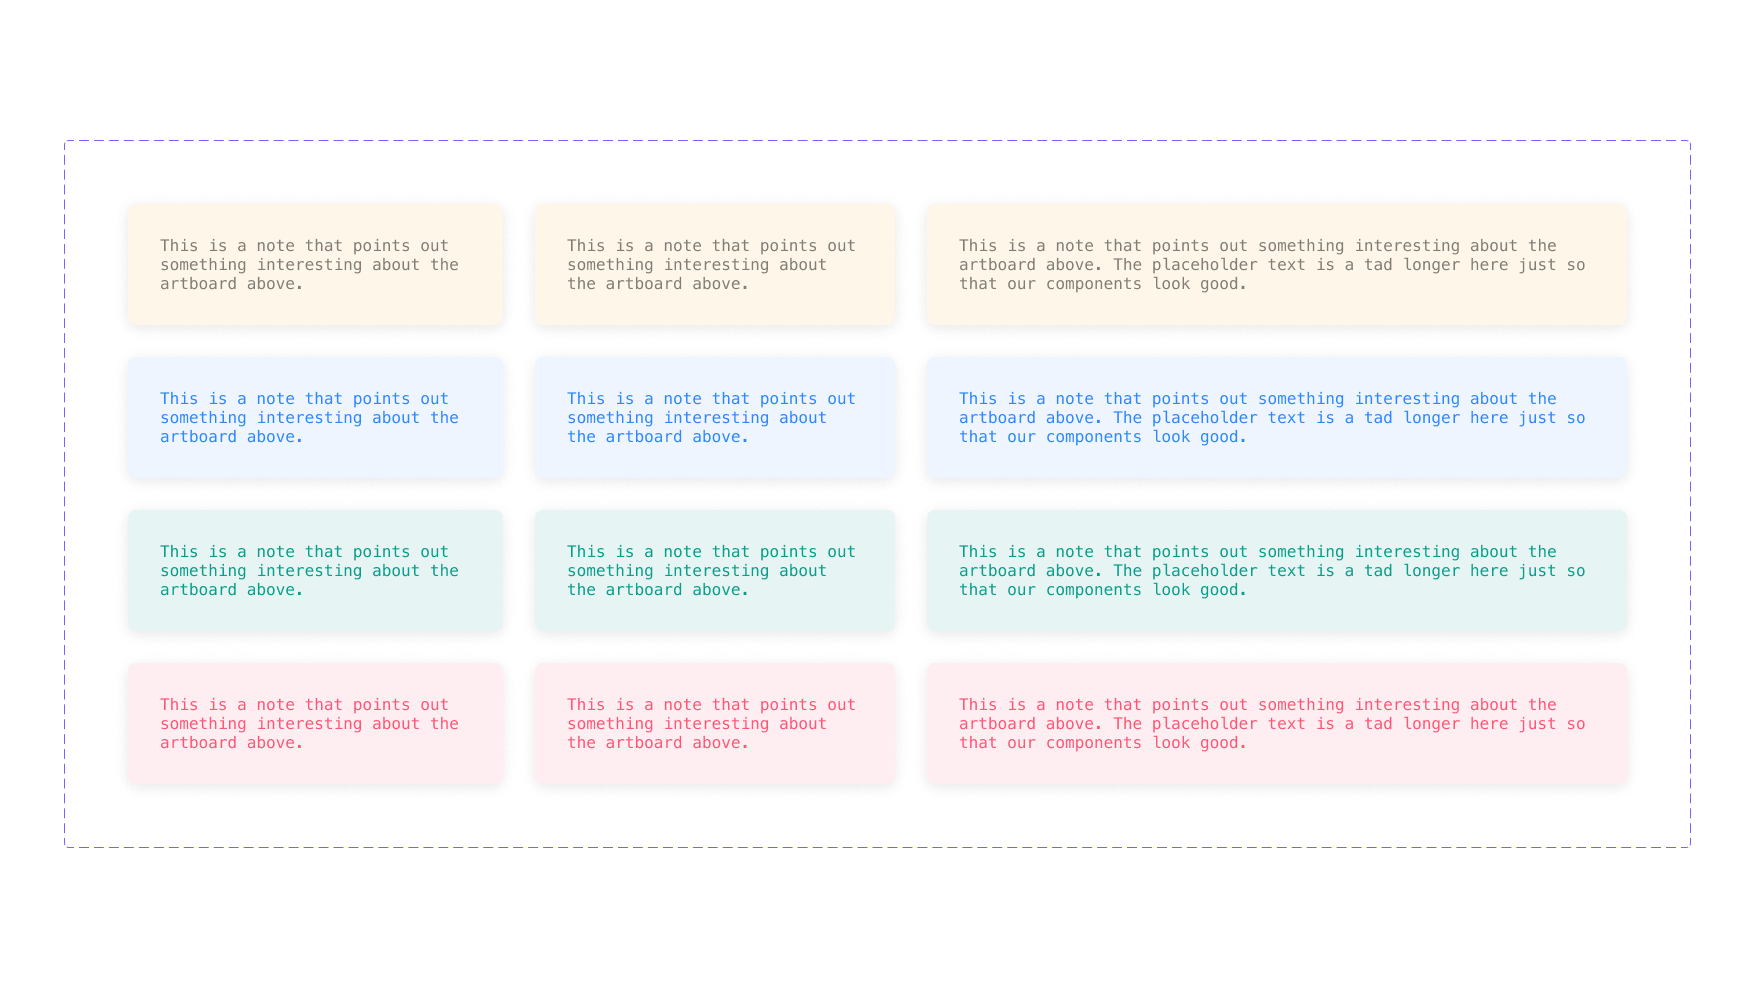 This is a note that points out
something interesting about the
artboard above.
This is a note that points out
something interesting about
the artboard above.
This is a note that points out something interesting about the
artboard above. The placeholder text is a tad longer here just so
that our components look good.
This is a note that points out
something interesting about the
artboard above.
This is a note that points out
something interesting about
the artboard above.
This is a note that points out something interesting about the
artboard above. The placeholder text is a tad longer here just so
that our components look good.
This is a note that points out
something interesting about the
artboard above.
This is a note that points out
something interesting about
the artboard above.
This is a note that points out something interesting about the
artboard above. The placeholder text is a tad longer here just so
that our components look good.
This is a note that points out
something interesting about the
artboard above.
This is a note that points out
something interesting about
the artboard above.
This is a note that points out something interesting about the
artboard above. The placeholder text is a tad longer here just so
that our components look good.